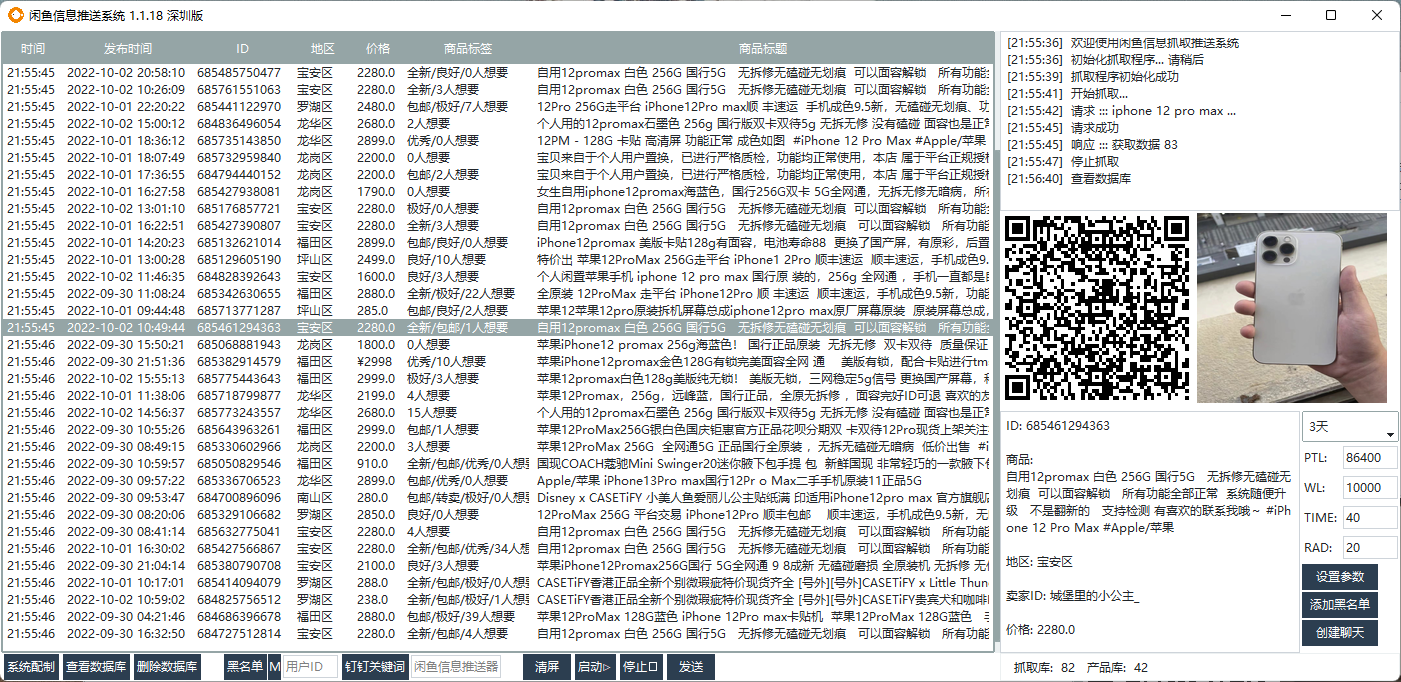 闲鱼信息推送系统 1.1.18 深圳版
时间 发布时间 ID 地区 价格 商品标签 商品标题
21:55:45 2022-10-02 20:58:10 685485750477 宝安区 2280.0 全新/良好/0人想要 自用12promax 白色 256G 国行5G 无拆修无磕碰无划痕 可以面容解锁 所有功能
21:55:45 2022-10-02 10:26:09 685761551063 宝安区 2280.0 全新/3人想要 自用12promax 白色 256G 国行5G 无拆修无磕碰无划痕 可以面容解锁 所有功能
21:55:45 2022-10-01 22:20:22 685441122970 罗湖区 2480.0 包邮/极好/7人想要 12Pro 256G走平台 iPhone12Pro max顺 丰速运 手机成色9.5新，无磕碰无划痕、功
21:55:45 2022-10-02 15:00:12 684836496054 龙华区 2680.0 2人想要 个人用的12promax石墨色 256g 国行版双卡双待5g 无拆无修 没有磕碰 面容也是正常
21:55:45 2022-10-01 18:36:12 685735143850 龙华区 2899.0 优秀/0人想要 12PM - 128G 卡贴 高清屏 功能正常 成色如图 #iPhone 12 Pro Max #Apple/苹果
21:55:45 2022-10-01 18:07:49 685732959840 龙岗区 2200.0 0人想要 宝贝来自于个人用户置换，已进行严格质检，功能均正常使用，本店 属于平台正规授权
21:55:45 2022-10-01 17:36:55 684794440152 龙岗区 2200.0 包邮/2人想要 宝贝来自于个人用户置换，已进行严格质检，功能均正常使用，本店 属于平台正规授权
21:55:45 2022-10-01 16:27:58 685427938081 龙岗区 1790.0 0人想要 女生自用iphone12promax海蓝色，国行256G双卡 5G全网通，无拆无修无暗病，所
21:55:45 2022-10-02 13:01:10 685176857721 宝安区 2280.0 极好/0人想要 自用12promax 白色 256G 国行5G 无拆修无磕碰无划痕 可以面容解锁 所有功能
21:55:45 2022-10-01 16:22:51 685427390807 宝安区 2280.0 全新/3人想要 自用12promax 白色 256G 国行5G 无拆修无磕碰无划痕 可以面容解锁 所有功能
21:55:45 2022-10-01 14:20:23 685132621014 福田区 2899.0 包邮/良好/0人想要 iPhone12promax 美版卡贴128g有面容，电池寿命88 更换了国产屏，有原彩，后置
21:55:45 2022-10-01 13:00:28 685129605190 坪山区 2499.0 良好/10人想要 特价出 苹果12ProMax 256G走平台 iPhone1 2Pro 顺丰速运 顺丰速运，手机成色9.
21:55:45 2022-10-02 11:46:35 684828392643 宝安区 1600.0 良好/3人想要 个人闲置苹果手机 iphone 12 pro max 国行原 装的，256g 全网通 ，手机一直都是
21:55:45 2022-09-30 11:08:24 685342630655 福田区 2880.0 全新/极好/22人想要 全原装 12ProMax 走平台 iPhone12Pro 顺 丰速运 顺丰速运，手机成色9.5新，功能
21:55:45 2022-10-01 09:44:48 685713771287 坪山区 285.0 包邮/良好/2人想要 苹果12苹果12pro原装拆机屏幕总成iphone12pro max原厂屏幕原装 原装屏幕总成，
21:55:45 2022-10-02 10:49:44 685461294363 宝安区 2280.0 全新/包邮/1人想要 自用12promax 白色 256G 国行5G 无拆修无磕碰无划痕 可以面容解锁 所有功能
21:55:46 2022-09-30 15:50:21 685068881943 龙岗区 1800.0 0人想要 苹果iPhone12 promax 256g海蓝色！ 国行正品原装 无拆无修 双卡双待 质量保证
21:55:46 2022-09-30 21:51:36 685382914579 福田区 ¥2998 优秀/10人想要 苹果iPhone12promax金色128G有锁完美面容全网 通 美版有锁，配合卡贴进行tm
21:55:46 2022-10-02 15:55:13 685775443643 福田区 2999.0 极好/3人想要 苹果12promax白色128g美版纯无锁！ 美版无锁，三网稳定5g信号 更换国产屏幕，
21:55:46 2022-10-01 11:38:06 685718799877 龙华区 2199.0 4人想要 苹果12Promax，256g，远峰蓝，国行正品，全原无拆修 ，面容完好ID可退 喜欢的友
21:55:46 2022-10-02 14:56:37 685773243557 龙华区 2680.0 15人想要 个人用的12promax石墨色 256g 国行版双卡双待5g 无拆无修 没有磕碰 面容也是正常
21:55:46 2022-09-30 10:55:26 685643963261 福田区 2999.0 包邮/1人想要 苹果12ProMax256G银白色国庆钜惠官方正品花呗分期双 卡双待12Pro现货上架关注
21:55:46 2022-09-30 08:49:15 685330602966 龙岗区 2200.0 3人想要 苹果12ProMax 256G 全网通5G 正品国行全原装 ，无拆无磕碰无暗病 低价出售 #i
21:55:46 2022-09-30 10:59:57 685050829546 福田区 910.0 全新/包邮/优秀/0人想 国现COACH蔻驰Mini Swinger20迷你腋下包手提 包 新鲜国现 非常轻巧的一款腋下
21:55:46 2022-09-30 09:57:22 685336706523 龙华区 2899.0 包邮/优秀/0人想要 Apple/苹果 iPhone13Pro max国行12Pr o Max二手手机原装11正品5G
21:55:46 2022-09-30 09:53:47 684700896096 南山区 280.0 包邮/转卖/极好/0人想 Disney x CASETiFY 小美人鱼爱丽儿公主贴纸满 印适用iPhone12pro max 官方旗舰店
21:55:46 2022-09-30 08:20:06 685329106682 罗湖区 2850.0 良好/0人想要 12ProMax 256G 平台交易 iPhone12Pro 顺丰包邮 顺丰速运，手机成色9.5新，无
21:55:46 2022-09-30 08:41:14 685632775041 宝安区 2280.0 4人想要 自用12promax 白色 256G 国行5G 无拆修无磕碰无划痕 可以面容解锁 所有功能
21:55:46 2022-10-01 16:30:02 685427566867 宝安区 2280.0 全新/包邮/优秀/34人想 自用12promax 白色 256G 国行5G 无拆修无磕碰无划痕 可以面容解锁 所有功能
21:55:46 2022-09-30 21:04:14 685380790708 宝安区 2100.0 良好/3人想要 苹果iPhone12Promax256G国行 5G全网通 9 8成新 无磕碰磨损 全原装机 无拆修 无
21:55:46 2022-10-01 10:17:01 685414094079 罗湖区 288.0 全新/包邮/极好/0人想 CASETiFY香港正品全新个别微瑕疵特价现货齐全 [号外][号外]CASETiFY x Little Thun
21:55:46 2022-10-02 10:59:02 684825756512 罗湖区 238.0 全新/包邮/极好/1人想 CASETiFY香港正品全新个别微瑕疵特价现货齐全 [号外][号外]CASETiFY贵宾犬和咖啡
21:55:46 2022-09-30 04:21:46 684686396678 福田区 2888.0 包邮/极好/39人想要 苹果12ProMax 128G蓝色 iPhone 12Pro max卡贴机 苹果12ProMax 128G蓝色 手
21:55:46 2022-09-30 16:32:50 684727512814 宝安区 2280.0 全新/4人想要 自用12promax 白色 256G 国行5G 无拆修无磕碰无划痕 可以面容解锁 所有功能
系统配制 查看数据库 删除数据库 黑名单 M 用户ID 钉钉关键词 闲鱼信息推送器 清屏 启动▷ 停止□ 发送
[21:55:36] 欢迎使用闲鱼信息抓取推送系统
[21:55:36] 初始化抓取程序... 请稍后
[21:55:39] 抓取程序初始化成功
[21:55:41] 开始抓取...
[21:55:42] 请求 ::: iphone 12 pro max ...
[21:55:45] 请求成功
[21:55:45] 响应 ::: 获取数据 83
[21:55:47] 停止抓取
[21:56:40] 查看数据库
ID: 685461294363
商品:
自用12promax 白色 256G 国行5G 无拆修无磕碰无
划痕 可以面容解锁 所有功能全部正常 系统随便升
级 不是翻新的 支持检测 有喜欢的联系我哦～ #iPh
one 12 Pro Max #Apple/苹果
地区: 宝安区
卖家ID: 城堡里的小公主_
价格: 2280.0
3天
PTL: 86400
WL: 10000
TIME: 40
RAD: 20
设置参数
添加黑名单
创建聊天
抓取库: 82 产品库: 42